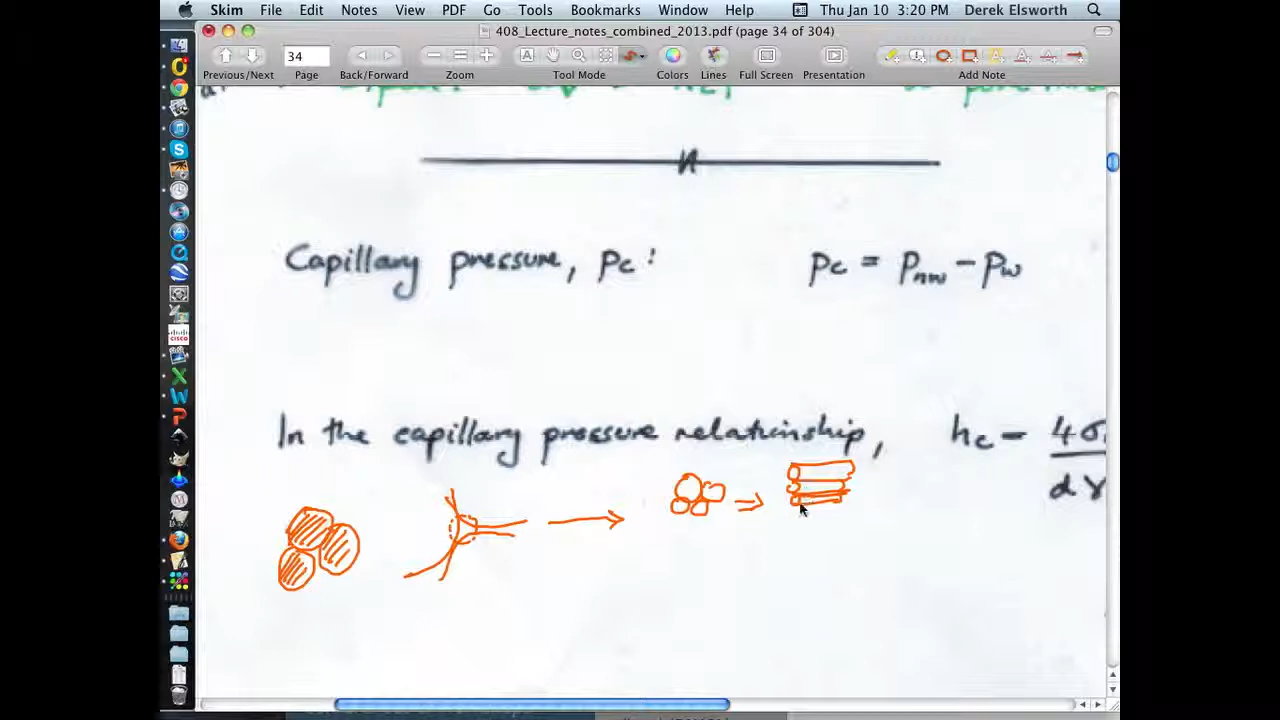 Skim File Edit Notes View PDF Go Tools Bookmarks Window Help Thu Jan 10 3:20 PM Derek Elsworth
408_Lecture_notes_combined_2013.pdf (page 34 of 304)
34
Previous/Next Page Back/Forward Zoom Tool Mode Colors Lines Full Screen Presentation Add Note
Capillary pressure, pc: pc = pnw - pw
In the capillary pressure relationship, hc = 4σ
dγ
CISCO